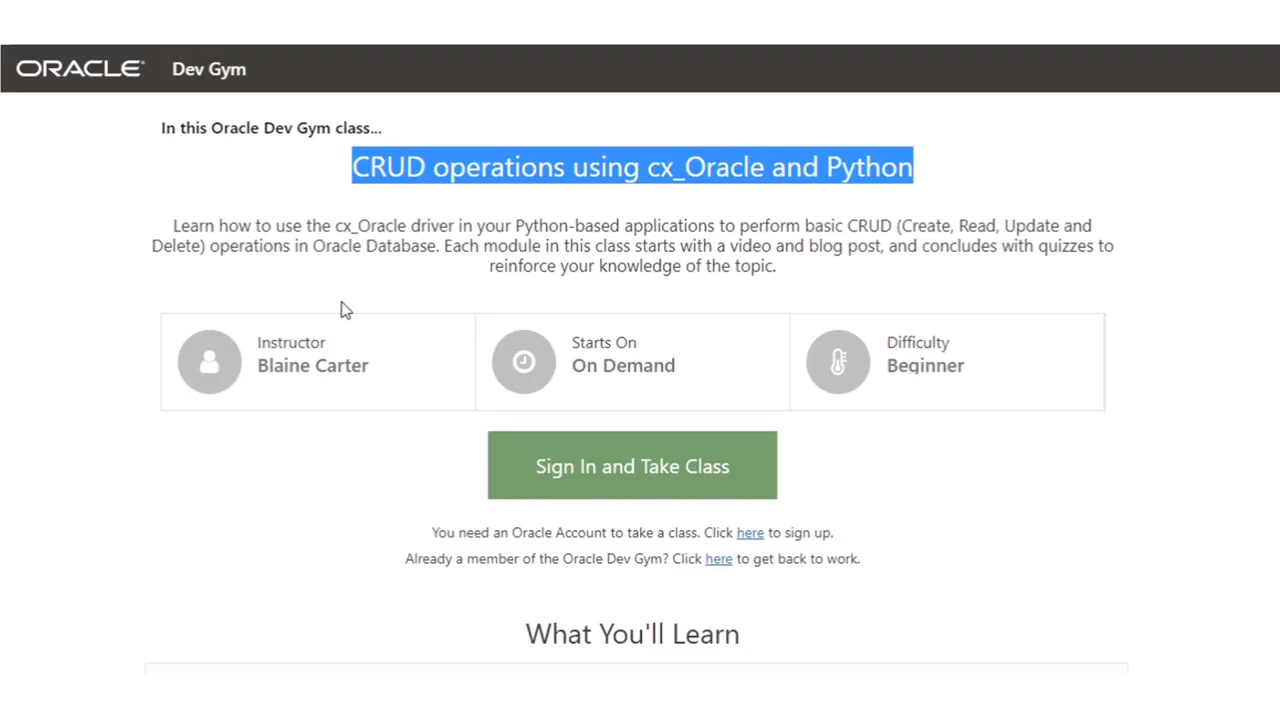 ORACLE Dev Gym
In this Oracle Dev Gym class...
CRUD operations using cx_Oracle and Python
Learn how to use the cx_Oracle driver in your Python-based applications to perform basic CRUD (Create, Read, Update and
Delete) operations in Oracle Database. Each module in this class starts with a video and blog post, and concludes with quizzes to
reinforce your knowledge of the topic.
Instructor
Blaine Carter
Starts On
On Demand
Difficulty
Beginner
Sign In and Take Class
You need an Oracle Account to take a class. Click here to sign up.
Already a member of the Oracle Dev Gym? Click here to get back to work.
What You'll Learn